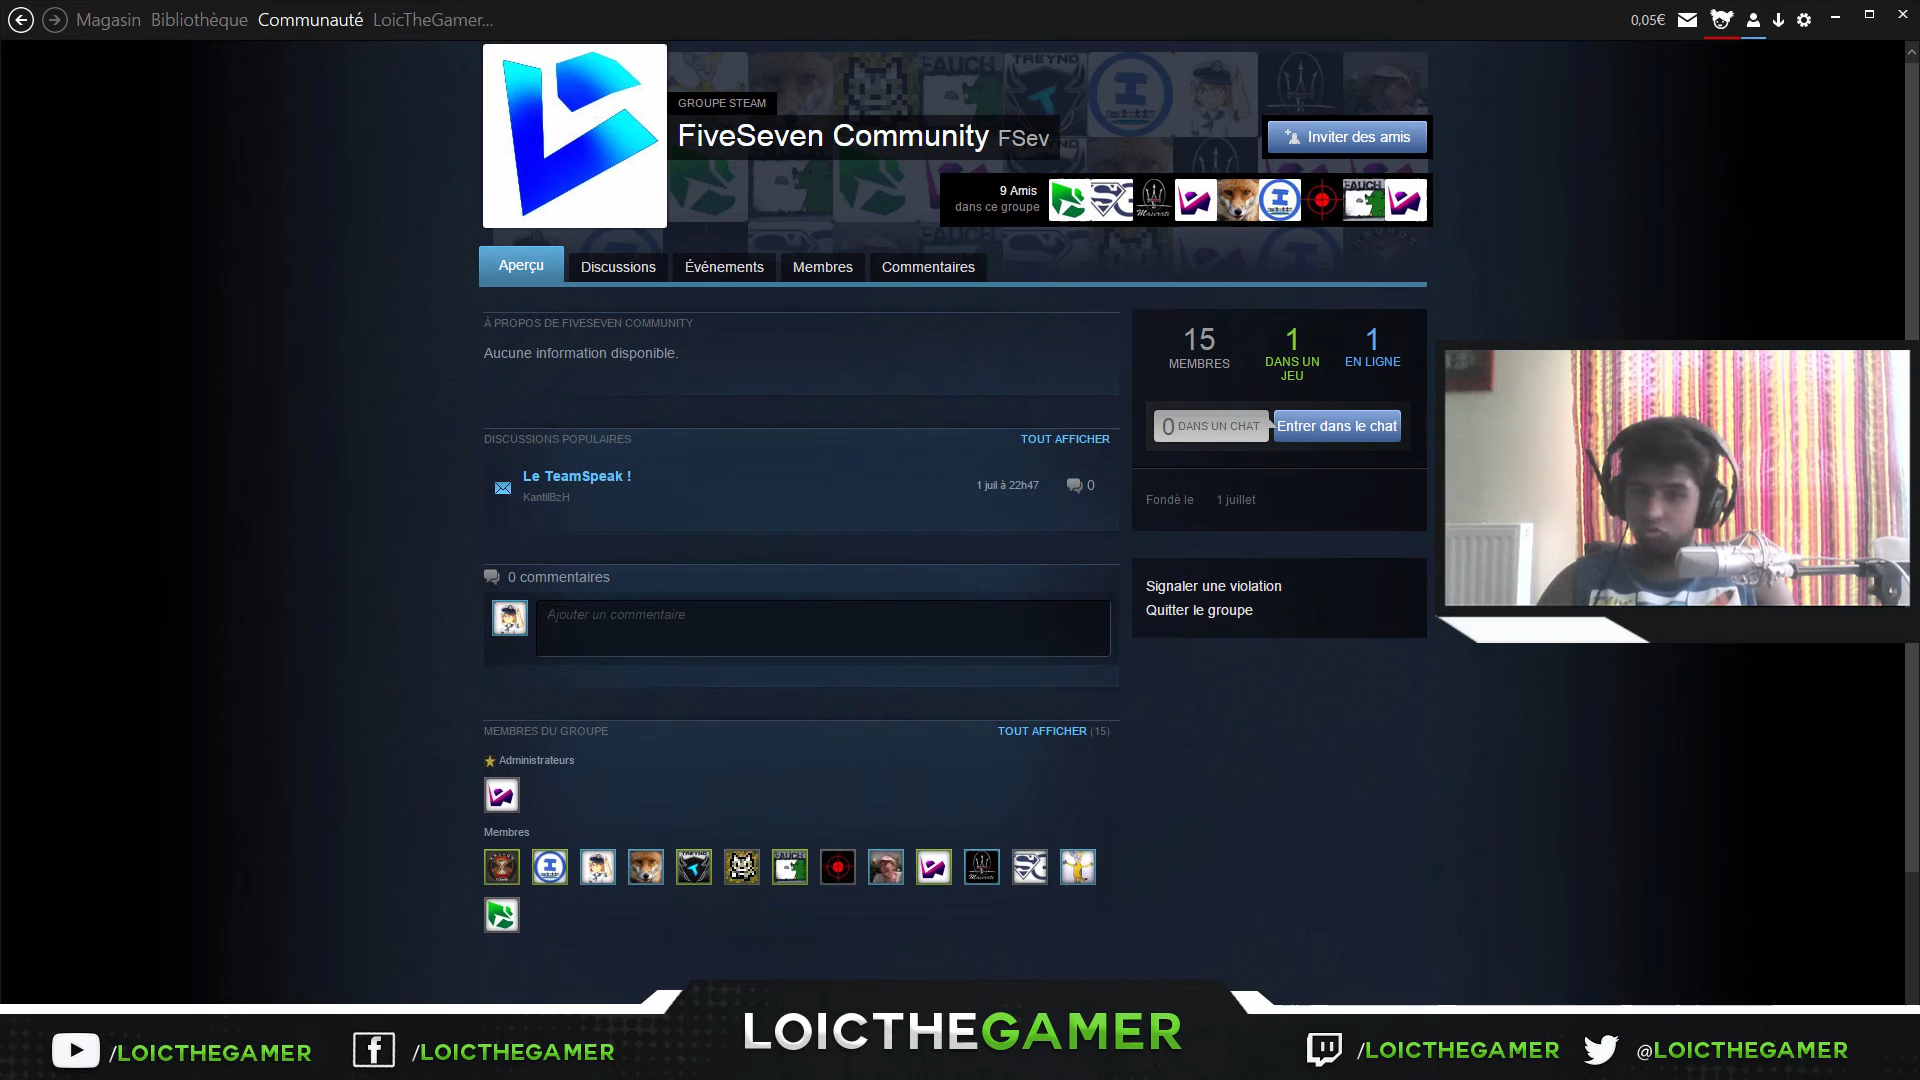 Magasin Bibliothèque Communauté LoicTheGamer...
0,05€
GROUPE STEAM
FiveSeven Community FSev
Inviter des amis
9 Amis
dans ce groupe
Aperçu
Discussions
Événements
Membres
Commentaires
À PROPOS DE FIVESEVEN COMMUNITY
Aucune information disponible.
15
MEMBRES
1
DANS UN
JEU
1
EN LIGNE
0 DANS UN CHAT
Entrer dans le chat
Fondé le 1 juillet
DISCUSSIONS POPULAIRES
TOUT AFFICHER
Le TeamSpeak !
KantilBzH
1 juil à 22h47
0
0 commentaires
Ajouter un commentaire
Signaler une violation
Quitter le groupe
MEMBRES DU GROUPE
TOUT AFFICHER (15)
Administrateurs
Membres
/LOICTHEGAMER
/LOICTHEGAMER
LOICTHEGAMER
/LOICTHEGAMER
@LOICTHEGAMER